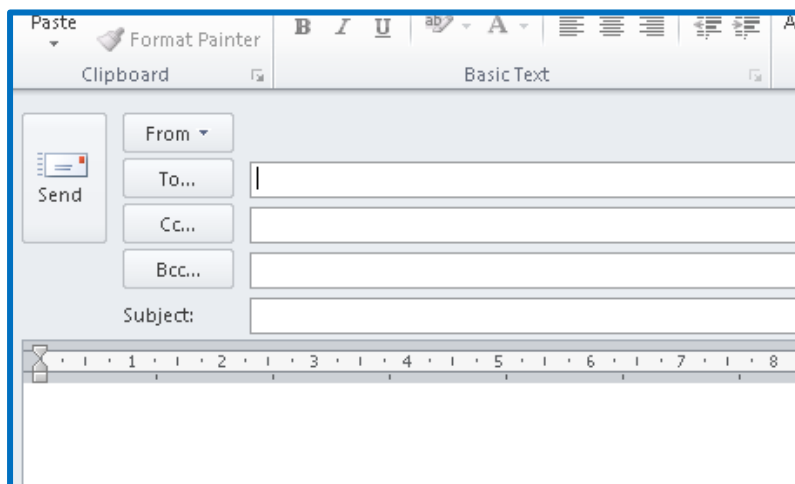 Paste
Format Painter
B I U ab A A
Clipboard Basic Text
From
To...
Send
Cc...
Bcc...
Subject:
1 2 3 4 5 6 7 8